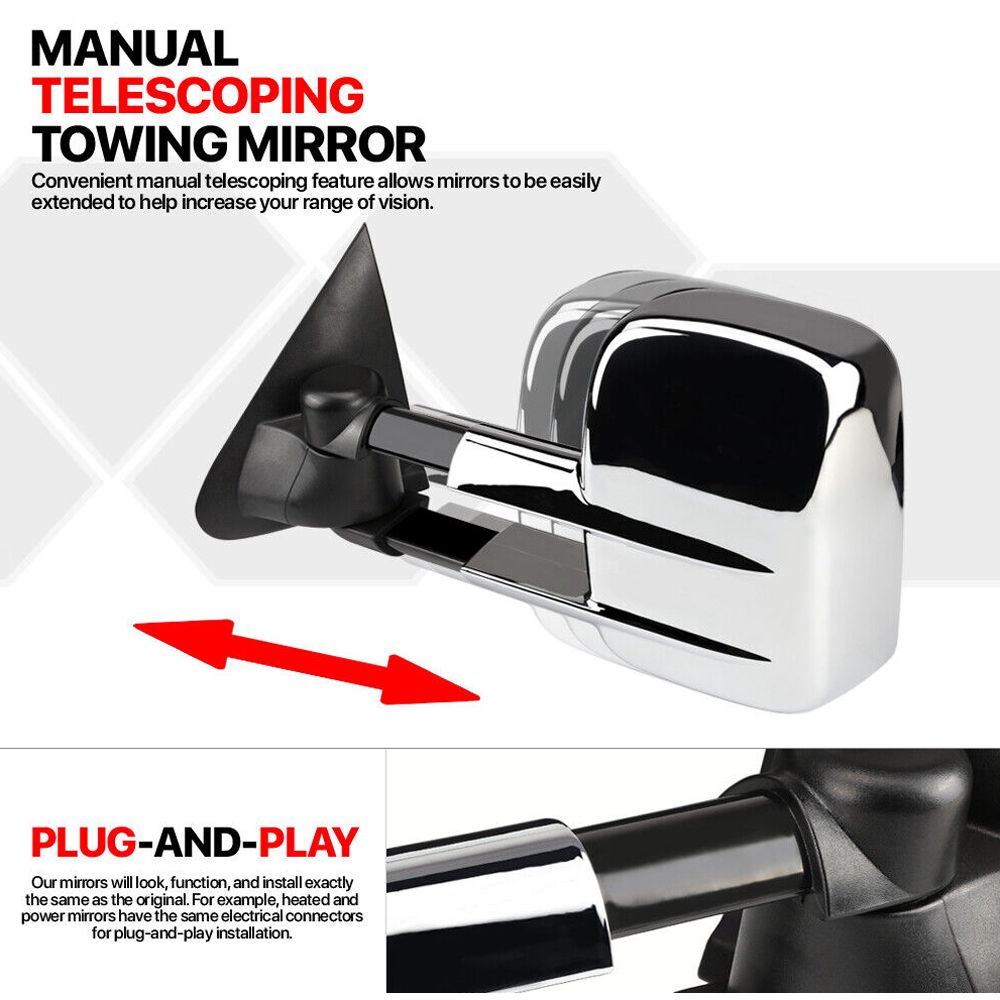 MANUAL
TELESCOPING
TOWING MIRROR
Convenient manual telescoping feature allows mirrors to be easily
extended to help increase your range of vision.
PLUG-AND-PLAY
Our mirrors will look, function, and install exactly
the same as the original. For example, heated and
power mirrors have the same electrical connectors
for plug-and-play installation.